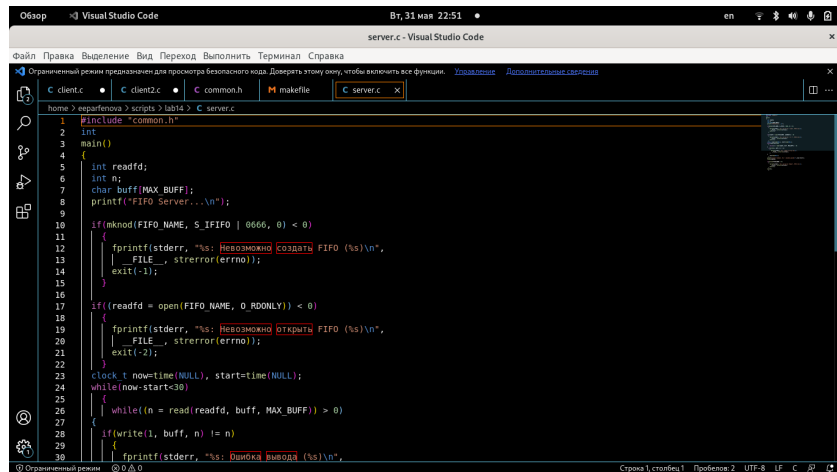 Обзор Visual Studio Code Вт, 31 мая 22:51 en
server.c - Visual Studio Code
Файл Правка Выделение Вид Переход Выполнить Терминал Справка
Ограниченный режим предназначен для просмотра безопасного кода. Доверять этому окну, чтобы включить все функции. Управление Дополнительные сведения
C client.c C client2.c C common.h M makefile C server.c
home > eeparfenova > scripts > lab14 > C server.c
1 #include "common.h"
2 int
3 main()
4 {
5 int readfd;
6 int n;
7 char buff[MAX_BUFF];
8 printf("FIFO Server...\n");
9
10 if(mknod(FIFO_NAME, S_IFIFO | 0666, 0) < 0)
11 {
12 fprintf(stderr, "%s: Невозможно создать FIFO (%s)\n",
13 __FILE__, strerror(errno));
14 exit(-1);
15 }
16
17 if((readfd = open(FIFO_NAME, O_RDONLY)) < 0)
18 {
19 fprintf(stderr, "%s: Невозможно открыть FIFO (%s)\n",
20 __FILE__, strerror(errno));
21 exit(-2);
22 }
23 clock_t now=time(NULL), start=time(NULL);
24 while(now-start<30)
25 {
26 while((n = read(readfd, buff, MAX_BUFF)) > 0)
27 {
28 if(write(1, buff, n) != n)
29 {
30 fprintf(stderr, "%s: Ошибка вывода (%s)\n",
Ограниченный режим 0 0 Строка 1, столбец 1 Пробелов: 2 UTF-8 LF C